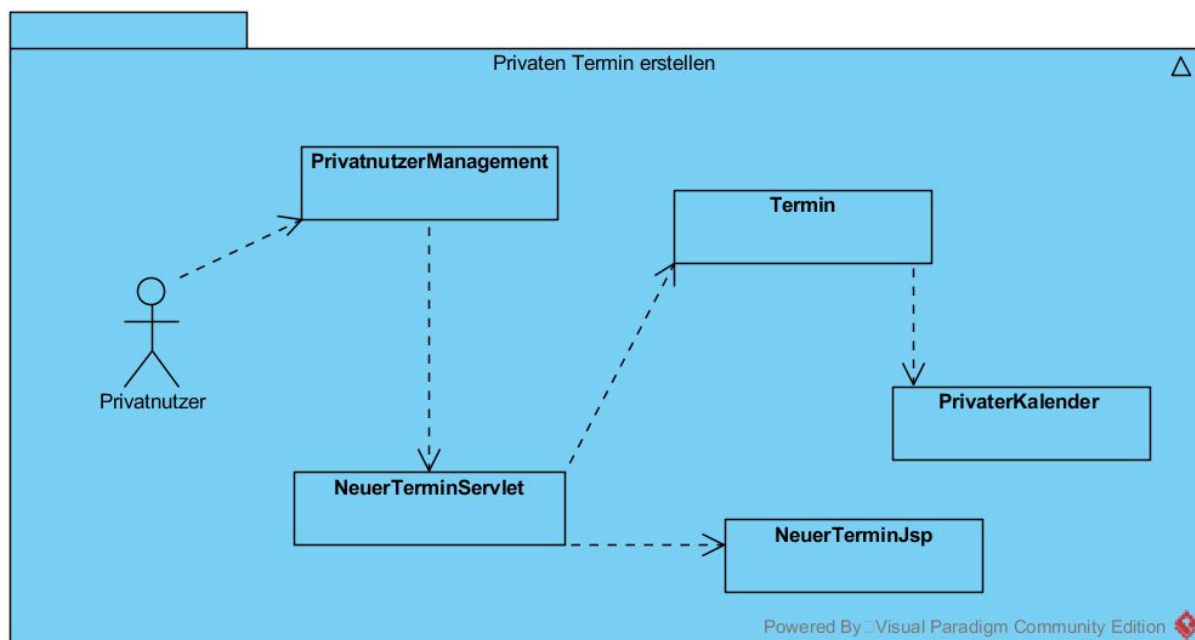 Privaten Termin erstellen
PrivatnutzerManagement
Termin
Privatnutzer
PrivaterKalender
NeuerTerminServlet
NeuerTerminJsp
Powered By Visual Paradigm Community Edition